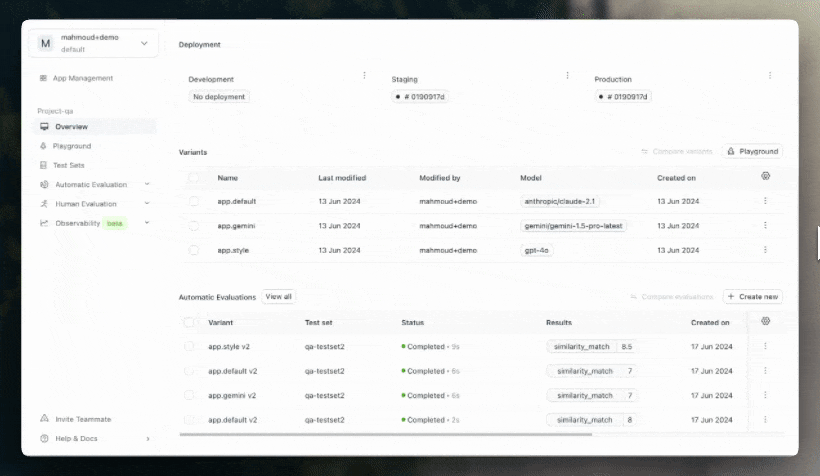 M
mahmoud+demo
default
App Management
Project-qa
Overview
Playground
Test Sets
Automatic Evaluation
Human Evaluation
Observability beta
Invite Teammate
Help & Docs
Deployment
Development Staging Production
No deployment # 0190917d # 0190917d
Variants Compare variants Playground
Name Last modified Modified by Model Created on
app.default 13 Jun 2024 mahmoud+demo anthropic/claude-2.1 13 Jun 2024
app.gemini 13 Jun 2024 mahmoud+demo gemini/gemini-1.5-pro-latest 13 Jun 2024
app.style 13 Jun 2024 mahmoud+demo gpt-4o 13 Jun 2024
Automatic Evaluations View all Compare evaluations + Create new
Variant Test set Status Results Created on
app.style v2 qa-testset2 Completed • 9s similarity_match 8.5 17 Jun 2024
app.default v2 qa-testset2 Completed • 6s similarity_match 7 17 Jun 2024
app.gemini v2 qa-testset2 Completed • 6s similarity_match 7 17 Jun 2024
app.default v2 qa-testset2 Completed • 2s similarity_match 8 17 Jun 2024